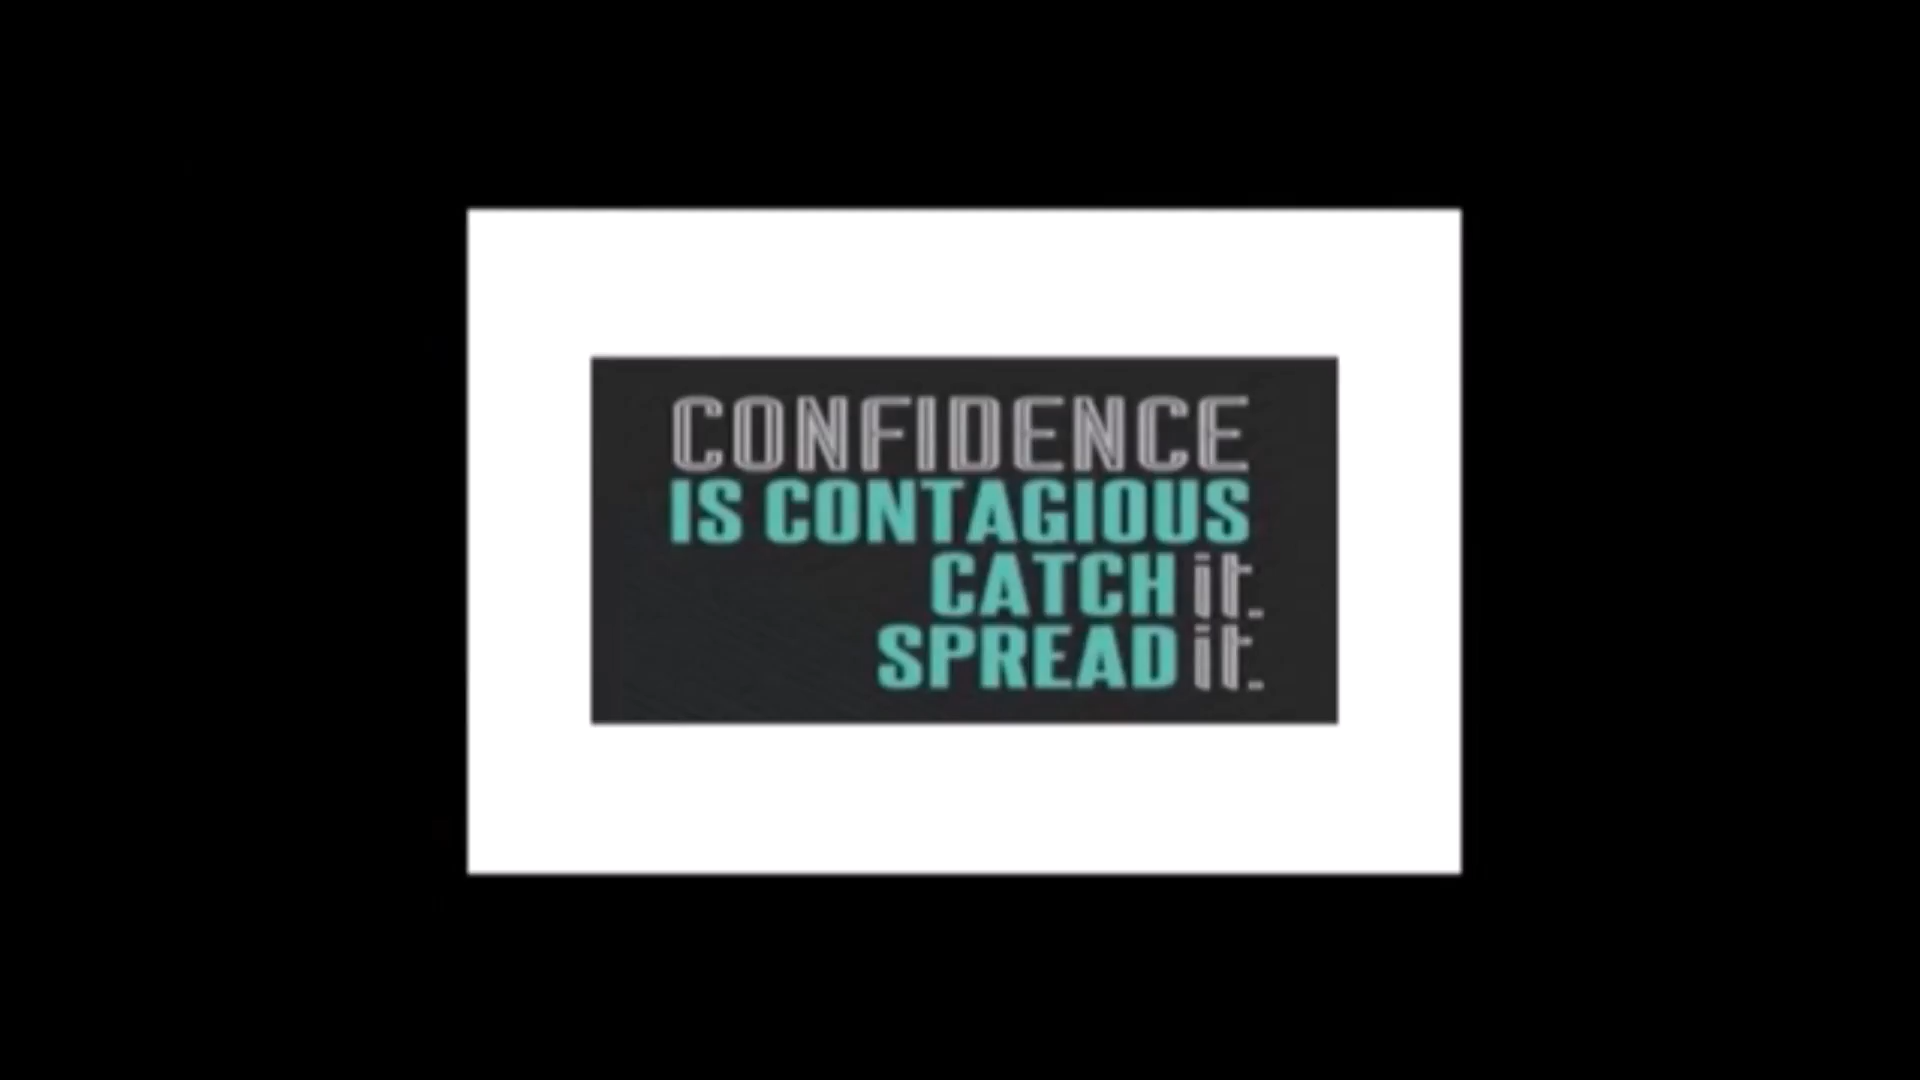 CONFIDENCE
IS CONTAGIOUS
CATCH it.
SPREAD it.